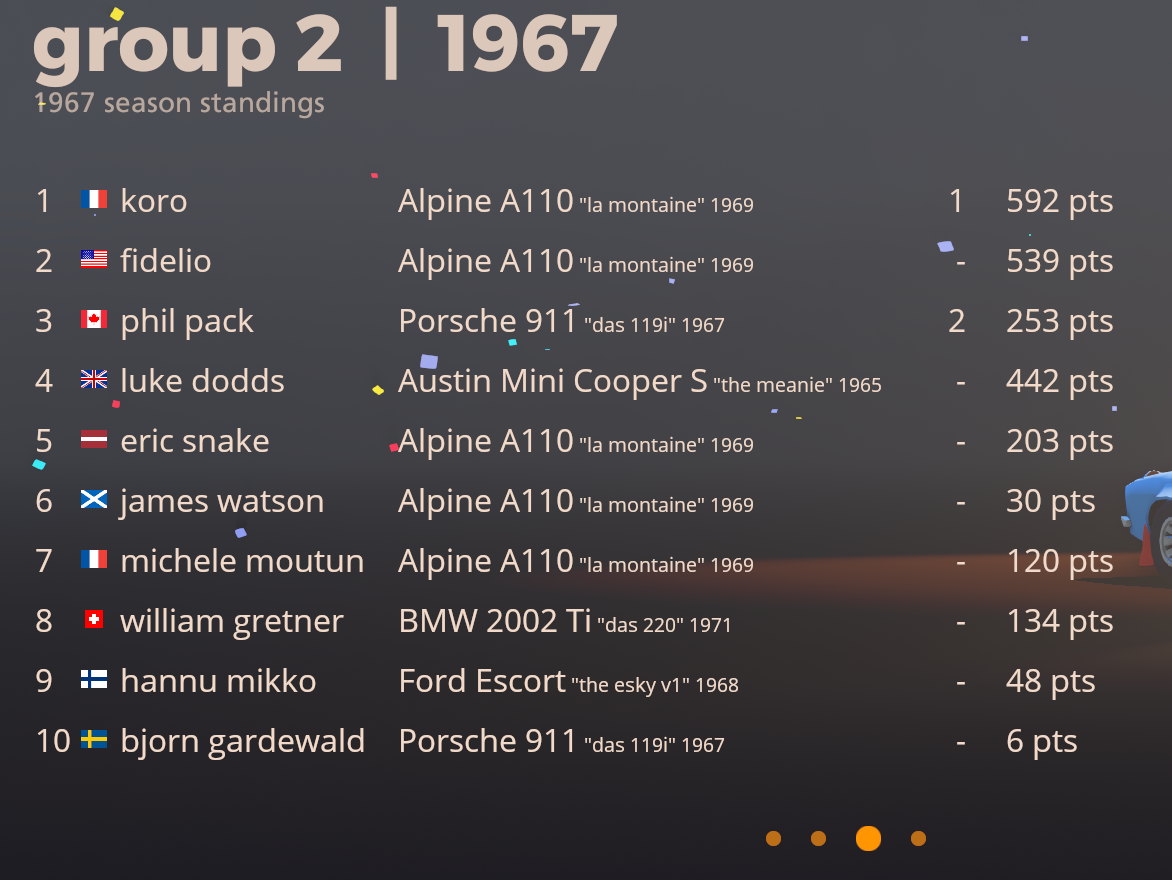 group 2 | 1967
1967 season standings
1 koro Alpine A110 "la montaine" 1969 1 592 pts
2 fidelio Alpine A110 "la montaine" 1969 - 539 pts
3 phil pack Porsche 911 "das 119i" 1967 2 253 pts
4 luke dodds Austin Mini Cooper S "the meanie" 1965 - 442 pts
5 eric snake Alpine A110 "la montaine" 1969 - 203 pts
6 james watson Alpine A110 "la montaine" 1969 - 30 pts
7 michele moutun Alpine A110 "la montaine" 1969 - 120 pts
8 william gretner BMW 2002 Ti "das 220" 1971 - 134 pts
9 hannu mikko Ford Escort "the esky v1" 1968 - 48 pts
10 bjorn gardewald Porsche 911 "das 119i" 1967 - 6 pts